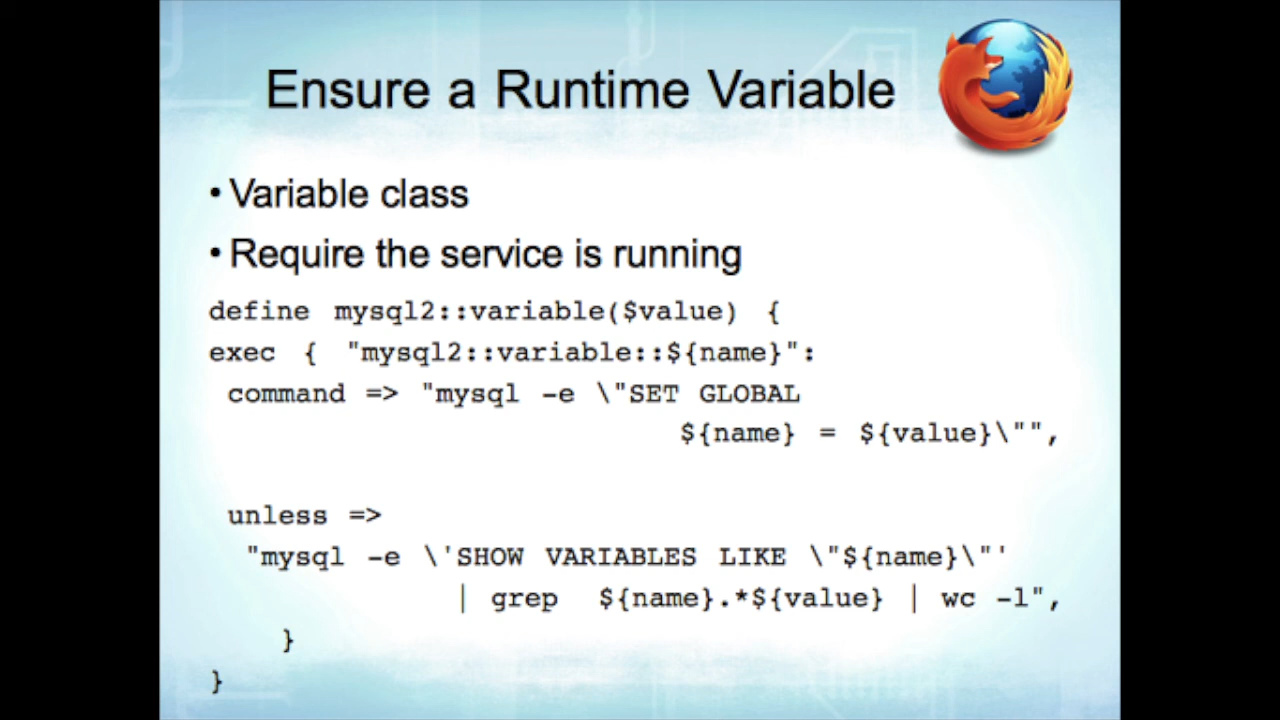 Ensure a Runtime Variable
• Variable class
• Require the service is running
define mysql2::variable($value) {
exec { "mysql2::variable::${name}":
command => "mysql -e \"SET GLOBAL
${name} = ${value}\"",
unless =>
"mysql -e \'SHOW VARIABLES LIKE \"${name}\"'
| grep ${name}.*${value} | wc -l",
}
}